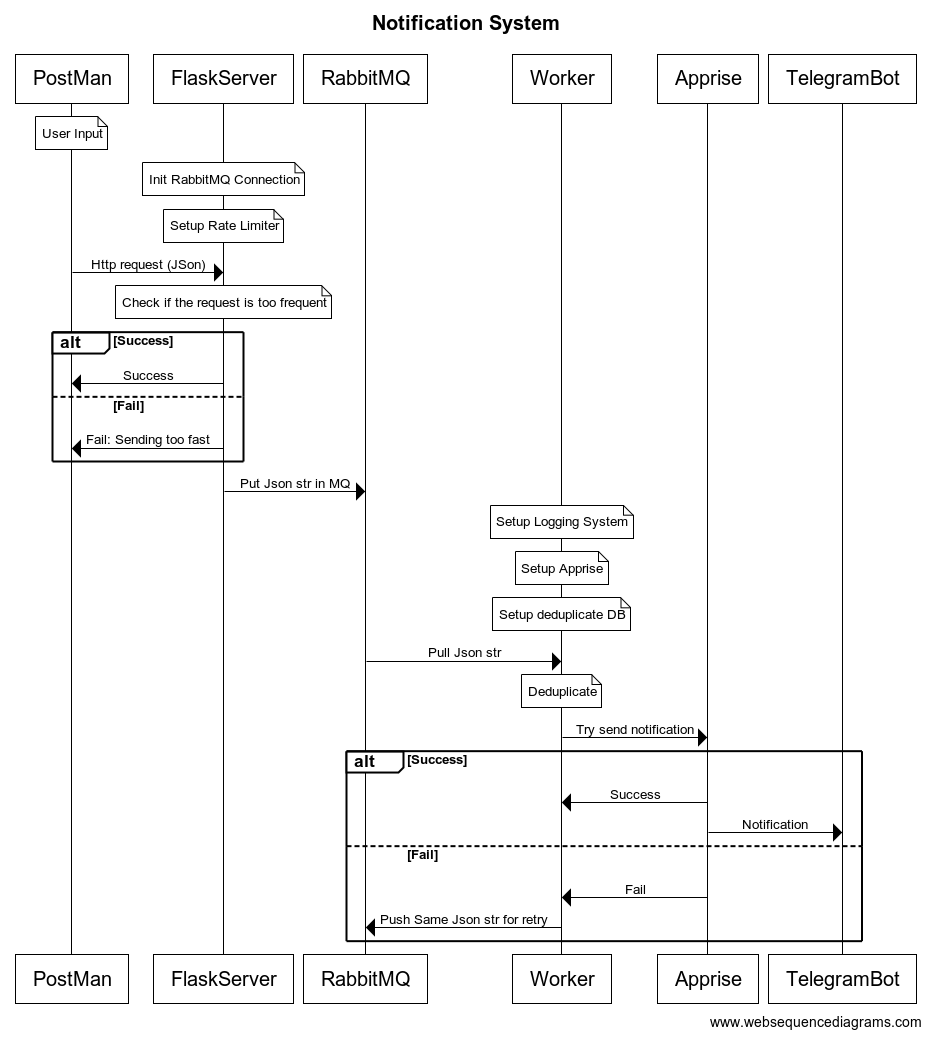 Notification System
PostMan
FlaskServer
RabbitMQ
Worker
Apprise
TelegramBot
User Input
Init RabbitMQ Connection
Setup Rate Limiter
Http request (JSon)
Check if the request is too frequent
alt
[Success]
Success
[Fail]
Fail: Sending too fast
Put Json str in MQ
Setup Logging System
Setup Apprise
Setup deduplicate DB
Pull Json str
Deduplicate
Try send notification
alt
[Success]
Success
Notification
[Fail]
Fail
Push Same Json str for retry
PostMan
FlaskServer
RabbitMQ
Worker
Apprise
TelegramBot
www.websequencediagrams.com